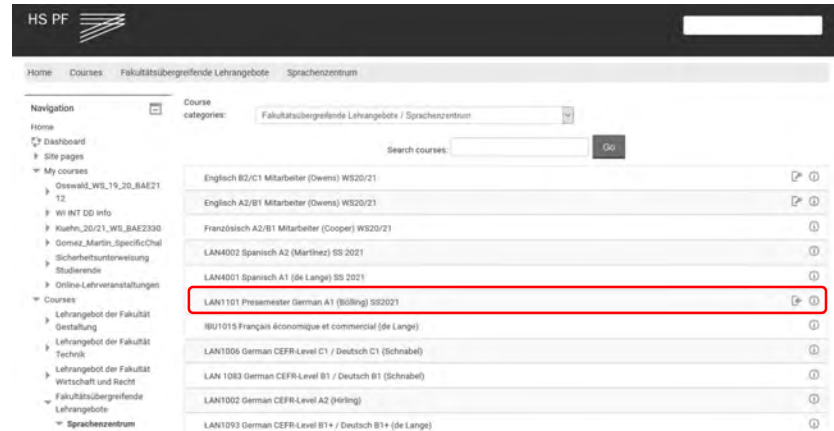 HS PF
Home Courses Fakultätsübergreifende Lehrangebote Sprachenzentrum
Navigation
Home
Dashboard
Site pages
My courses
Osswald_WS_19_20_BAE21
12
WI INT DD Info
Kuehn_20/21_WS_BAE2330
Gomez_Martin_SpecificChal
Sicherheitsunterweisung
Studierende
Online-Lehrveranstaltungen
Courses
Lehrangebot der Fakultät
Gestaltung
Lehrangebot der Fakultät
Technik
Lehrangebot der Fakultät
Wirtschaft und Recht
Fakultätsübergreifende
Lehrangebote
Sprachenzentrum
Course
categories:
Fakultätsübergreifende Lehrangebote / Sprachenzentrum
Search courses:
Go
Englisch B2/C1 Mitarbeiter (Owens) WS20/21
Englisch A2/B1 Mitarbeiter (Owens) WS20/21
Französisch A2/B1 Mitarbeiter (Cooper) WS20/21
LAN4002 Spanisch A2 (Martinez) SS 2021
LAN4001 Spanisch A1 (de Lange) SS 2021
LAN1101 Presemester German A1 (Bölling) SS2021
IBU1015 Français économique et commercial (de Lange)
LAN1006 German CEFR-Level C1 / Deutsch C1 (Schnabel)
LAN 1083 German CEFR-Level B1 / Deutsch B1 (Schnabel)
LAN1002 German CEFR-Level A2 (Hirling)
LAN1093 German CEFR-Level B1+ / Deutsch B1+ (de Lange)